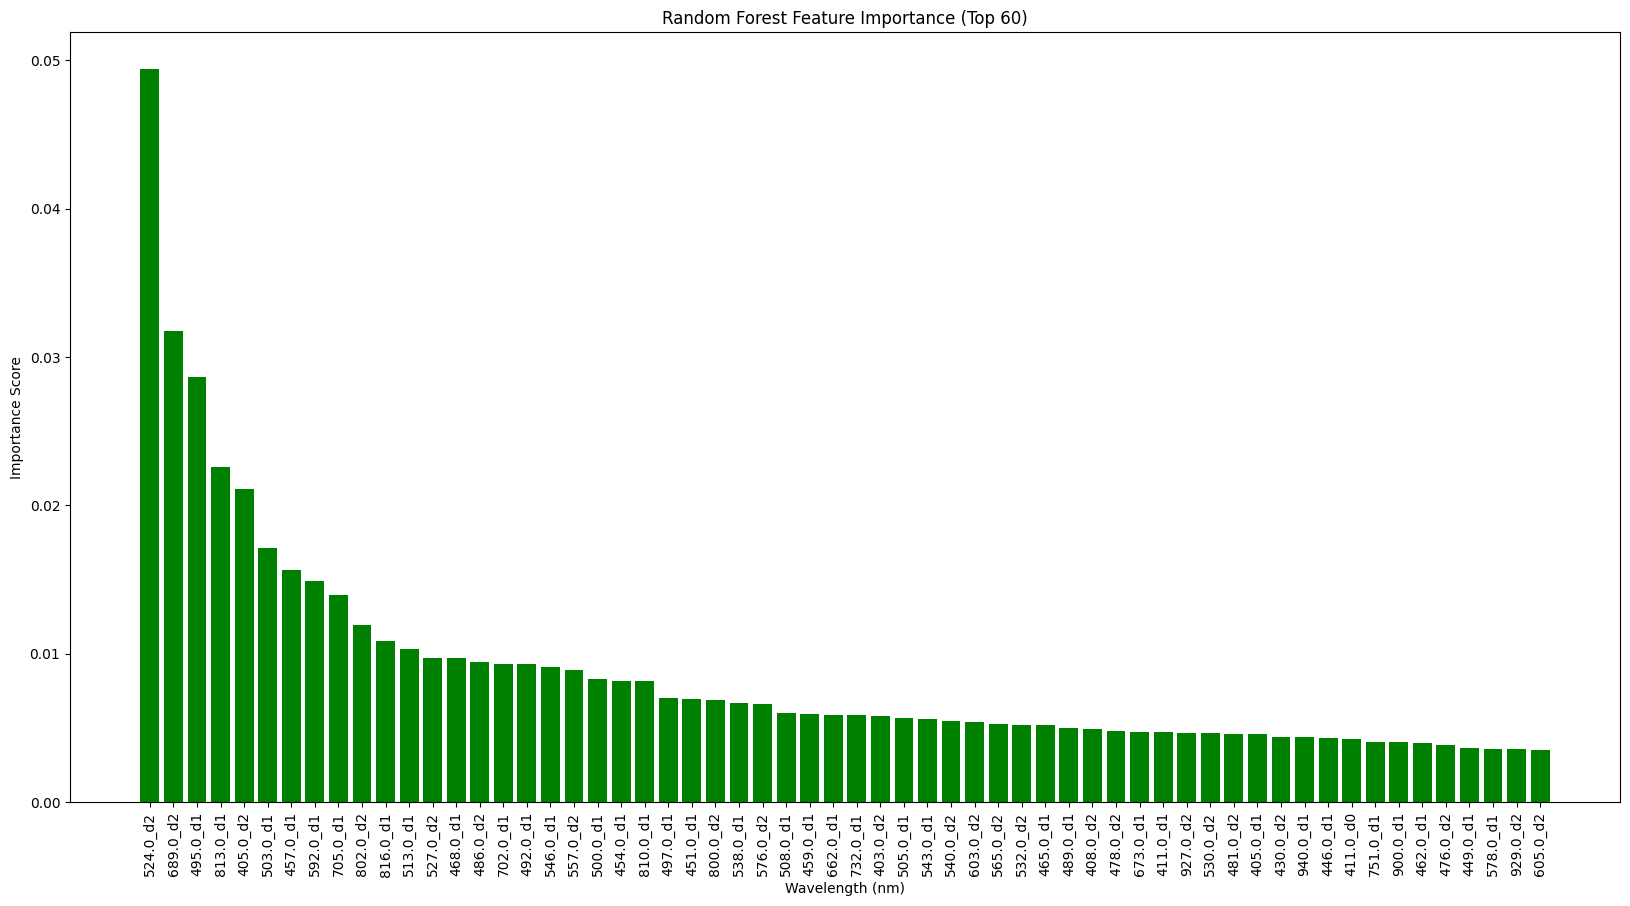 Random Forest Feature Importance (Top 60)
Importance Score
0.05
0.04
0.03
0.02
0.01
0.00
524.0_d2
689.0_d2
495.0_d1
813.0_d1
405.0_d2
503.0_d1
457.0_d1
592.0_d1
705.0_d1
802.0_d2
816.0_d1
513.0_d1
527.0_d2
468.0_d1
486.0_d2
702.0_d1
492.0_d1
546.0_d1
557.0_d2
500.0_d1
454.0_d1
810.0_d1
497.0_d1
451.0_d1
800.0_d2
538.0_d1
576.0_d2
508.0_d1
459.0_d1
662.0_d1
732.0_d1
403.0_d2
505.0_d1
543.0_d1
540.0_d2
603.0_d2
565.0_d2
532.0_d2
465.0_d1
489.0_d1
408.0_d2
478.0_d2
673.0_d1
411.0_d1
927.0_d2
530.0_d2
481.0_d2
405.0_d1
430.0_d2
940.0_d1
446.0_d1
411.0_d0
751.0_d1
900.0_d1
462.0_d1
476.0_d2
449.0_d1
578.0_d1
929.0_d2
605.0_d2
Wavelength (nm)